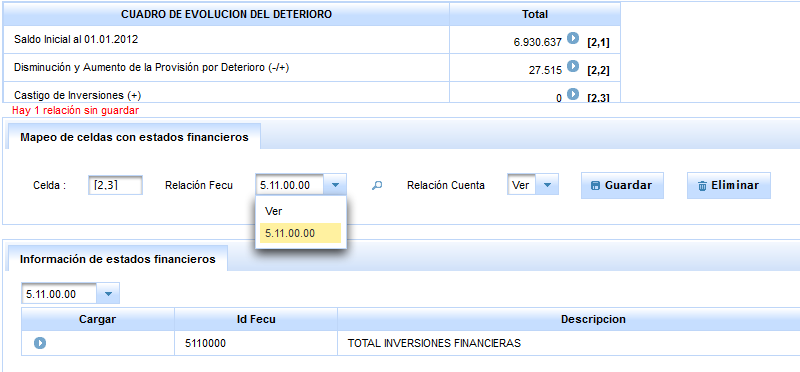 CUADRO DE EVOLUCION DEL DETERIORO Total
Saldo Inicial al 01.01.2012 6.930.637 [2,1]
Disminución y Aumento de la Provisión por Deterioro (-/+) 27.515 [2,2]
Castigo de Inversiones (+) 0 [2,3]
Hay 1 relación sin guardar
Mapeo de celdas con estados financieros
Celda : [2,3] Relación Fecu 5.11.00.00 Relación Cuenta Ver Guardar Eliminar
Ver
5.11.00.00
Información de estados financieros
5.11.00.00
Cargar Id Fecu Descripcion
5110000 TOTAL INVERSIONES FINANCIERAS